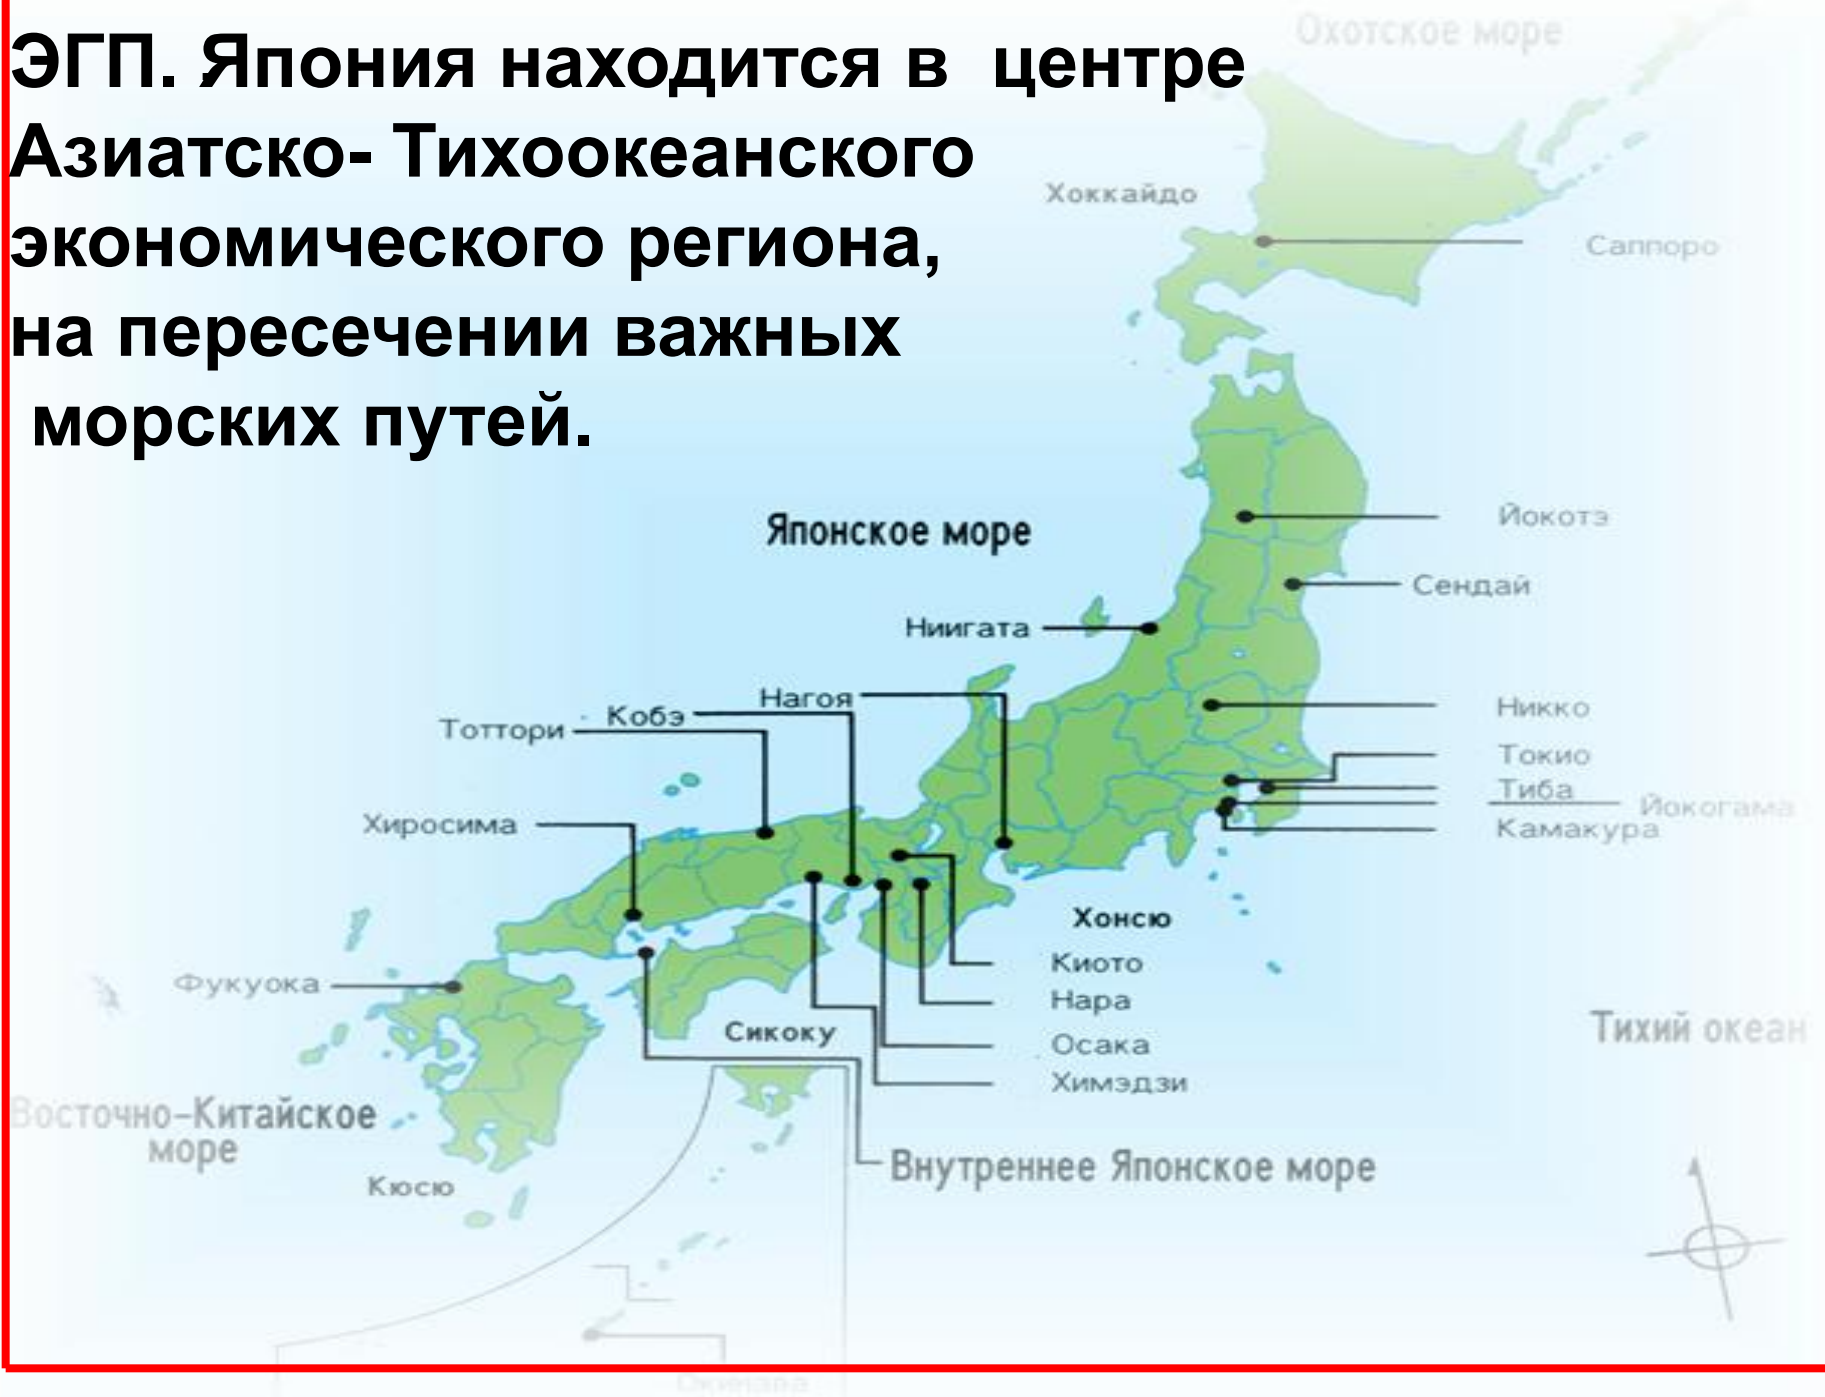 ЭГП. Япония находится в центре
Азиатско- Тихоокеанского
экономического региона,
на пересечении важных
морских путей.
Охотское море
Хоккайдо
Саппоро
Йокотэ
Японское море
Сендай
Ниигата
Нагоя
Никко
Кобэ
Тоттори
Токио
Тиба
Йокогама
Хиросима
Камакура
Хонсю
Киото
Фукуока
Нара
Сикоку
Тихий океан
Осака
Химэдзи
Восточно-Китайское
море
Внутреннее Японское море
Кюсю
Окинава